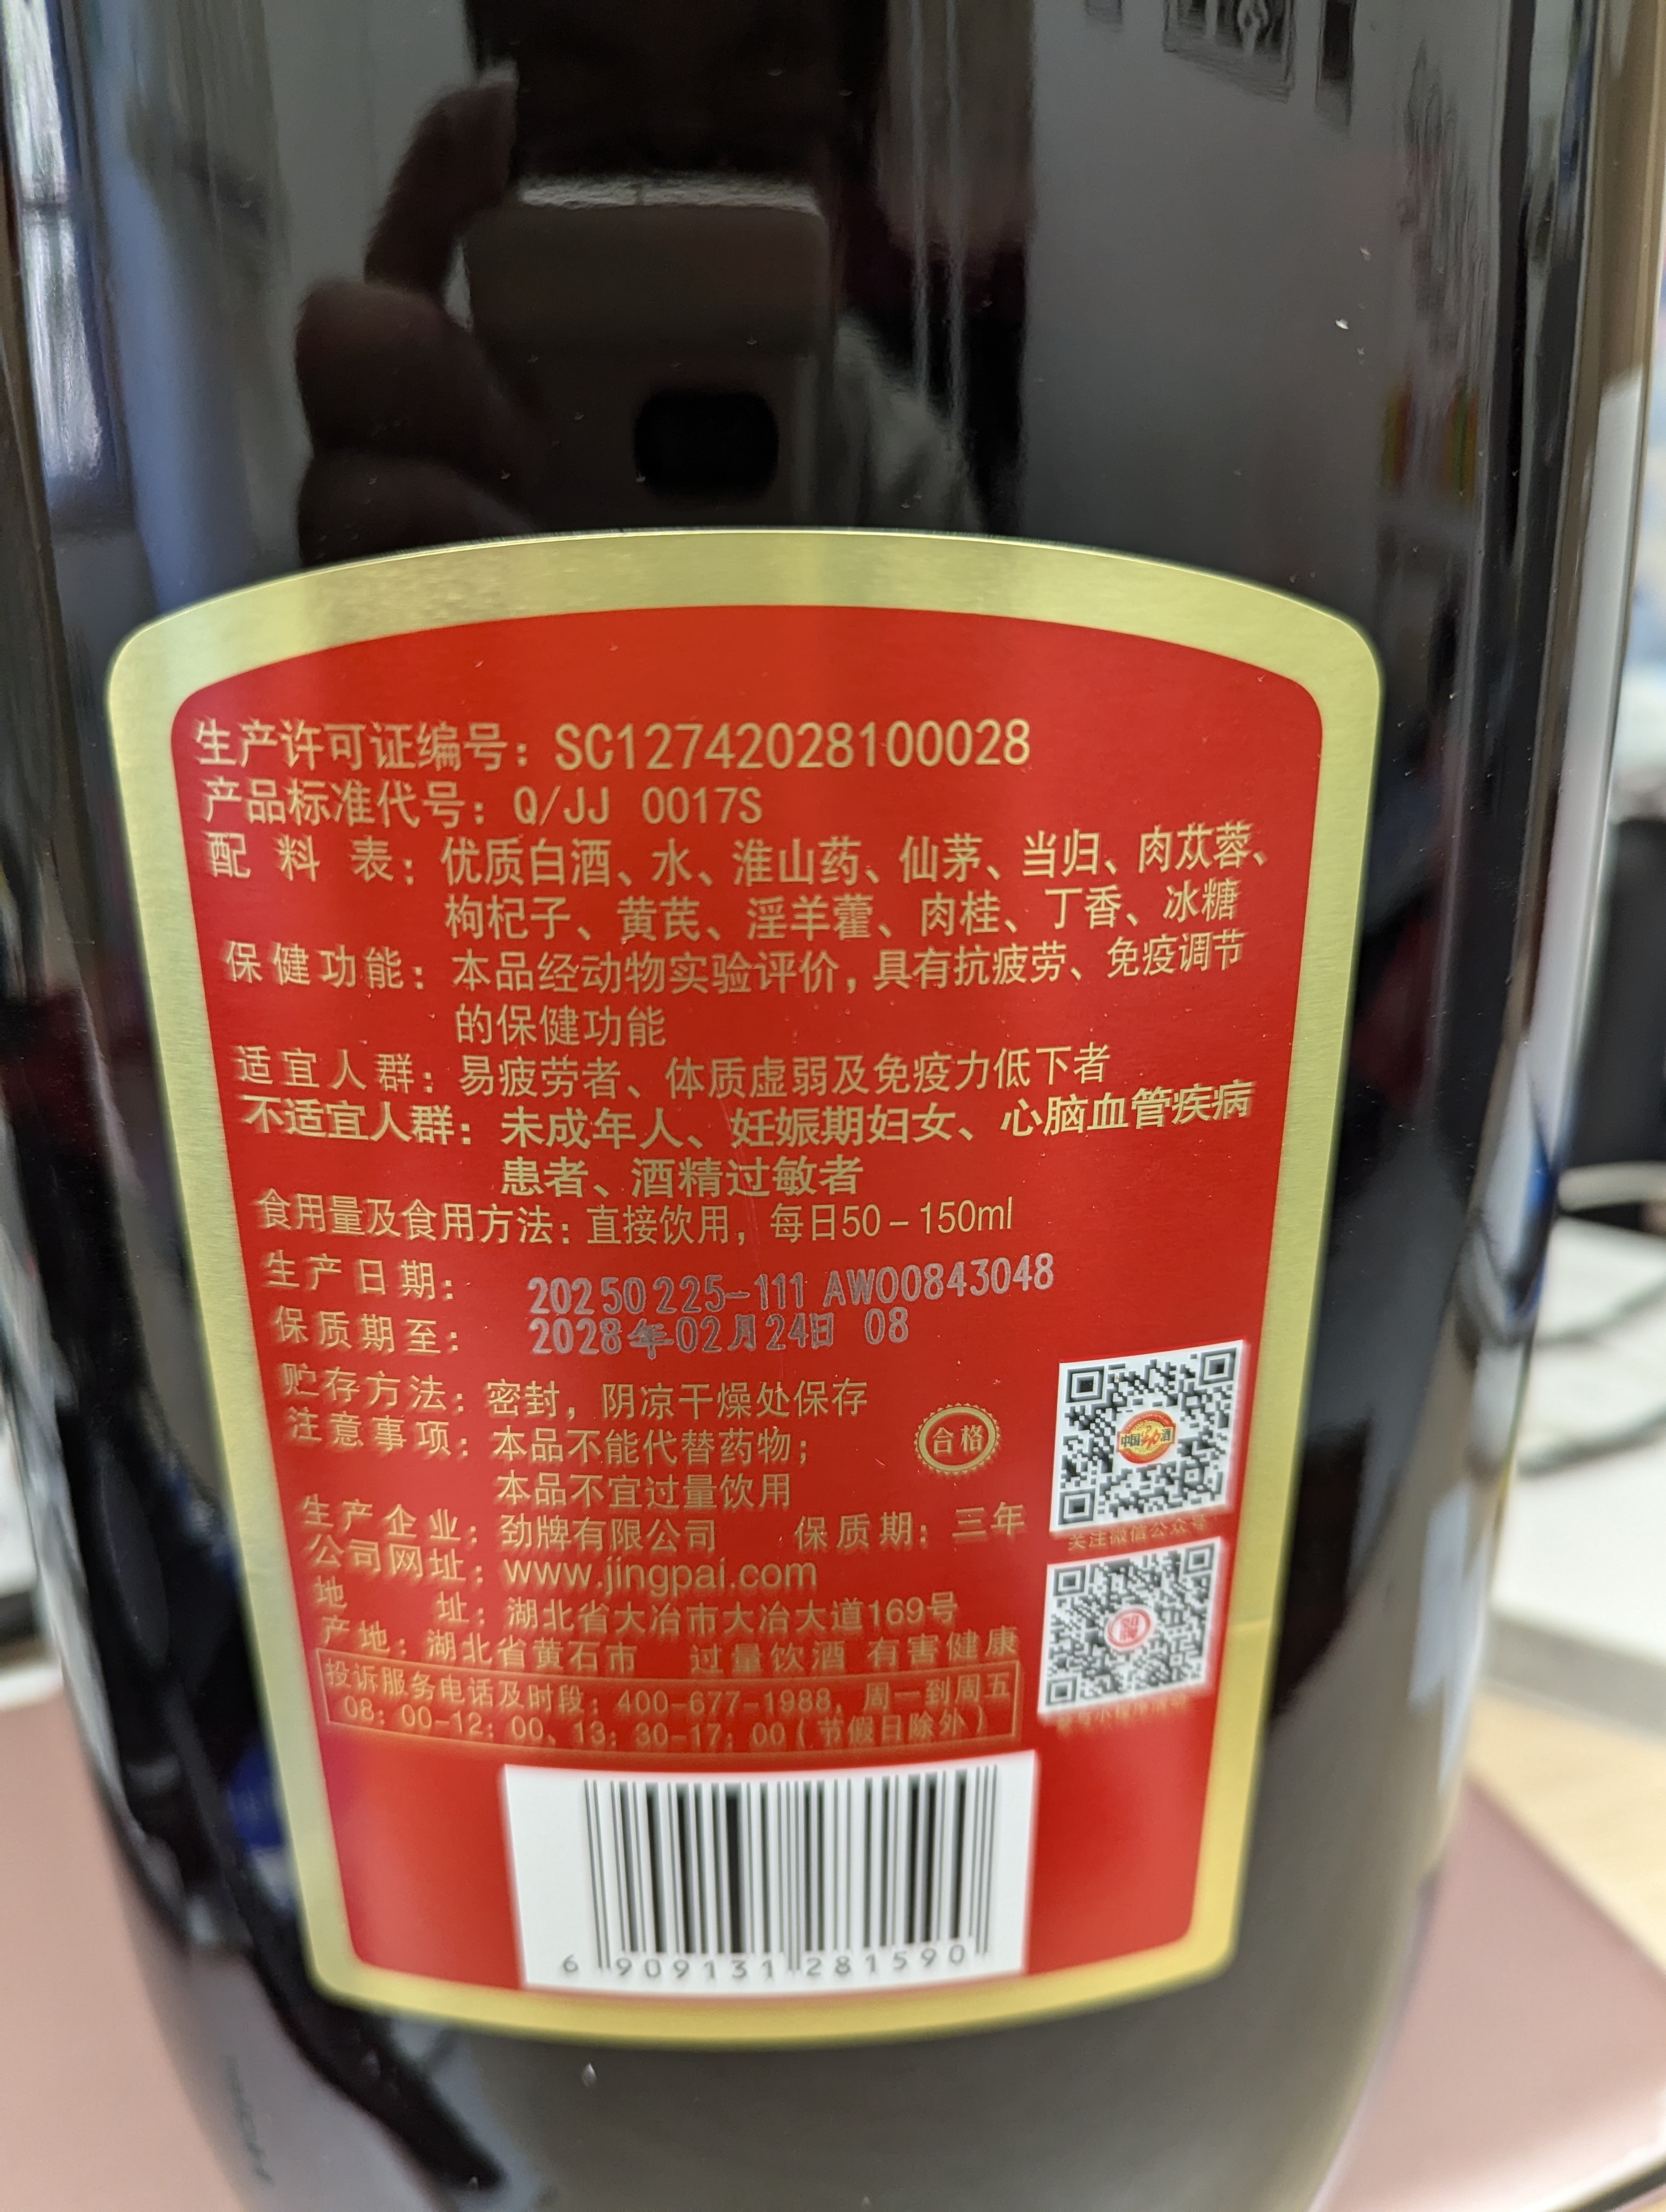 生产许可证编号：SC12742028100028
产品标准代号：Q/JJ 0017S
配料表：优质白酒、水、淮山药、仙茅、当归、肉苁蓉、
枸杞子、黄芪、淫羊藿、肉桂、丁香、冰糖
保健功能：本品经动物实验评价，具有抗疲劳、免疫调节
的保健功能
适宜人群：易疲劳者、体质虚弱及免疫力低下者
不适宜人群：未成年人、妊娠期妇女、心脑血管疾病
患者、酒精过敏者
食用量及食用方法：直接饮用，每日50-150ml
生产日期：20250225-111 AW00843048
保质期至：2028年02月24日 08
贮存方法：密封，阴凉干燥处保存
注意事项：本品不能代替药物；
合格
中国劲酒
本品不宜过量饮用
生产企业：劲牌有限公司 保质期：三年
关注微信公众号
公司网址：www.jingpai.com
地址：湖北省大冶市大冶大道169号
产地：湖北省黄石市 过量饮酒 有害健康
投诉服务电话及时段：400-677-1988，周一到周五
08：00-12：00、13：30-17：00（节假日除外）
6 909131 281590